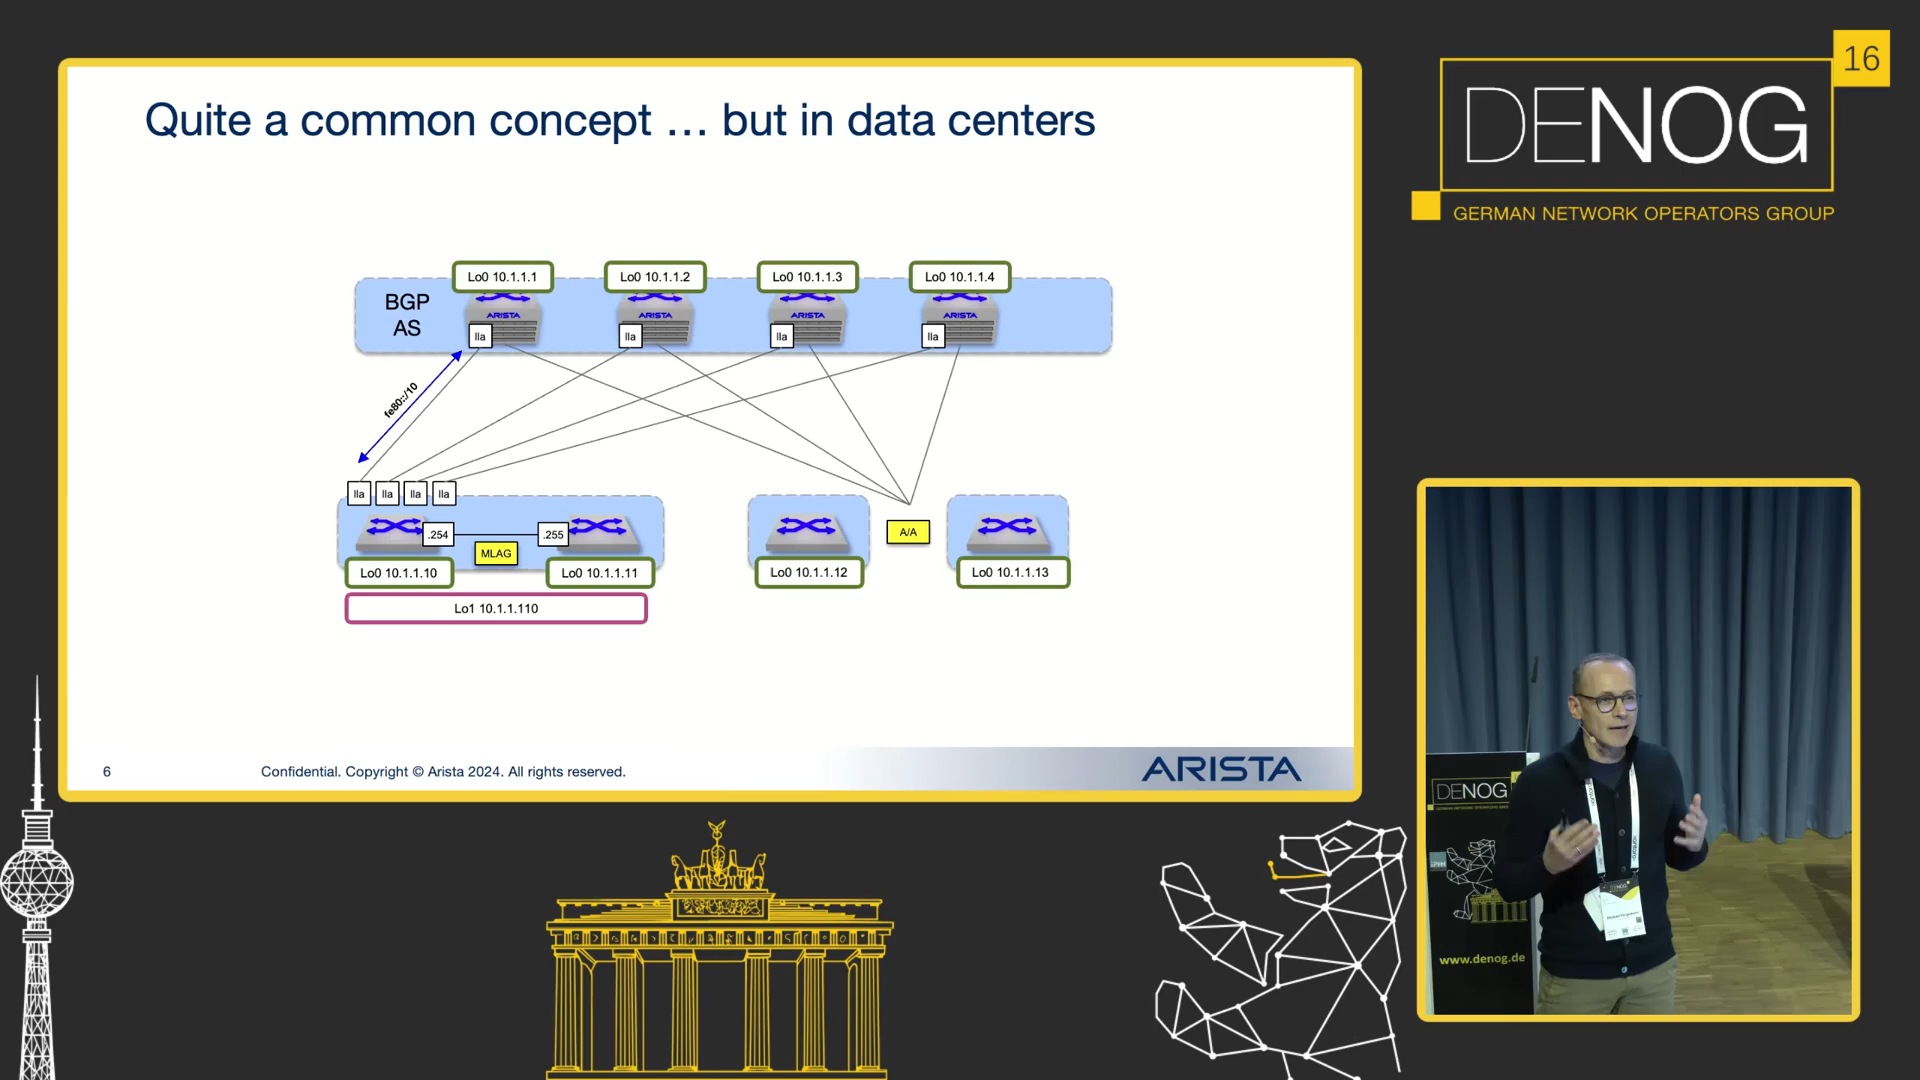 Quite a common concept ... but in data centers
Lo0 10.1.1.1
Lo0 10.1.1.2
Lo0 10.1.1.3
Lo0 10.1.1.4
BGP
AS
ARISTA
ARISTA
ARISTA
ARISTA
lla
lla
lla
lla
fe80::/10
lla
lla
lla
lla
.254
.255
MLAG
A/A
Lo0 10.1.1.10
Lo0 10.1.1.11
Lo0 10.1.1.12
Lo0 10.1.1.13
Lo1 10.1.1.110
6
Confidential. Copyright © Arista 2024. All rights reserved.
ARISTA
16
DENOG
GERMAN NETWORK OPERATORS GROUP
DENOG
www.denog.de
DENOG